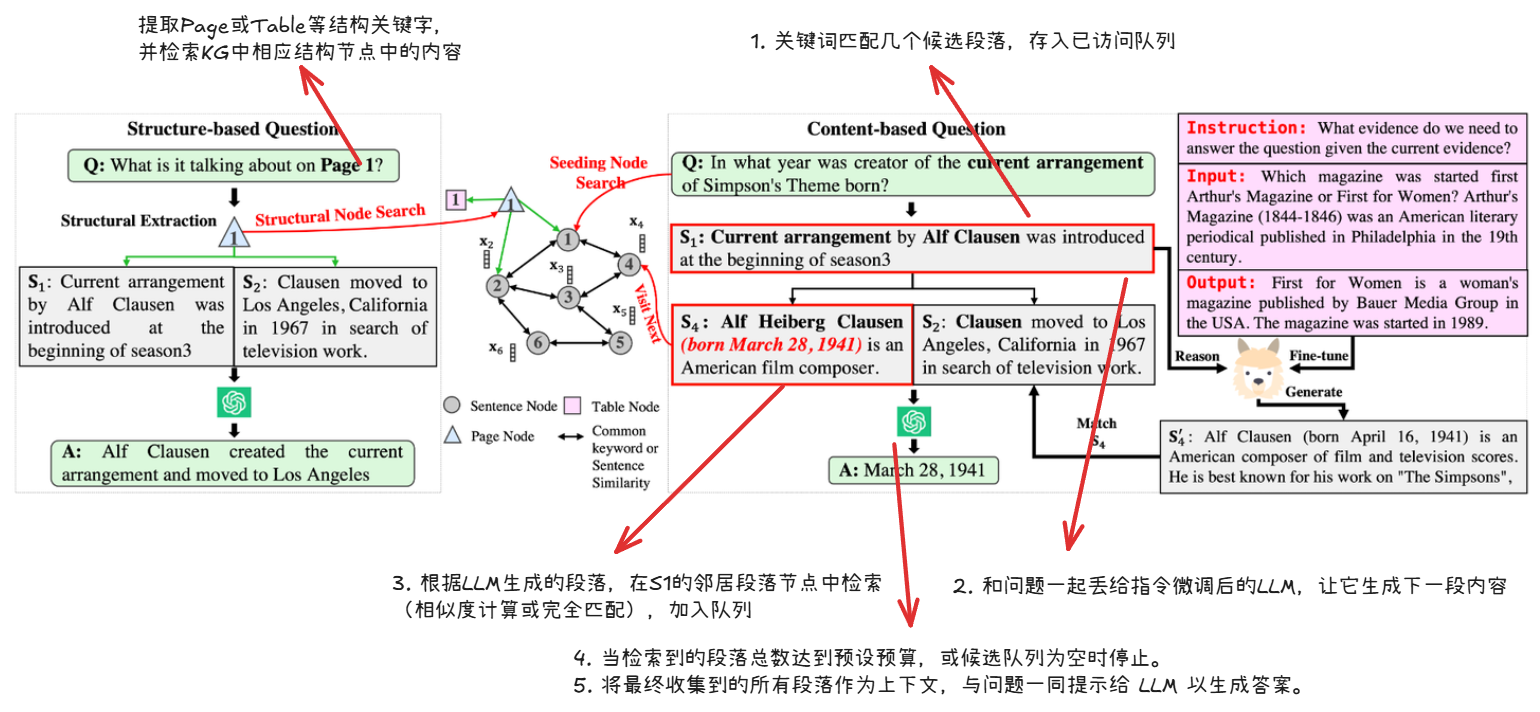 提取Page或Table等结构关键字，
并检索KG中相应结构节点中的内容
1. 关键词匹配几个候选段落，存入已访问队列
Structure-based Question
Q: What is it talking about on Page 1?
Structural Extraction
1
Structural Node Search
S1: Current arrangement
by Alf Clausen was
introduced at the
beginning of season3
S2: Clausen moved to
Los Angeles, California
in 1967 in search of
television work.
A: Alf Clausen created the current
arrangement and moved to Los Angeles
Seeding Node
Search
1
1
x2
x3
x4
x5
x6
1
2
3
4
5
6
Visit Next
Sentence Node
Table Node
Page Node
Common
keyword or
Sentence
Similarity
Content-based Question
Q: In what year was creator of the current arrangement
of Simpson's Theme born?
S1: Current arrangement by Alf Clausen was introduced
at the beginning of season3
S4: Alf Heiberg Clausen
(born March 28, 1941) is an
American film composer.
S2: Clausen moved to Los
Angeles, California in 1967
in search of television work.
A: March 28, 1941
Instruction: What evidence do we need to
answer the question given the current evidence?
Input: Which magazine was started first
Arthur's Magazine or First for Women? Arthur's
Magazine (1844-1846) was an American literary
periodical published in Philadelphia in the 19th
century.
Output: First for Women is a woman's
magazine published by Bauer Media Group in
the USA. The magazine was started in 1989.
Reason
Fine-tune
Generate
Match
S4
S′4: Alf Clausen (born April 16, 1941) is an
American composer of film and television scores.
He is best known for his work on "The Simpsons",
3. 根据LLM生成的段落，在S1的邻居段落节点中检索
（相似度计算或完全匹配），加入队列
2. 和问题一起丢给指令微调后的LLM，让它生成下一段内容
4. 当检索到的段落总数达到预设预算，或候选队列为空时停止。
5. 将最终收集到的所有段落作为上下文，与问题一同提示给 LLM 以生成答案。